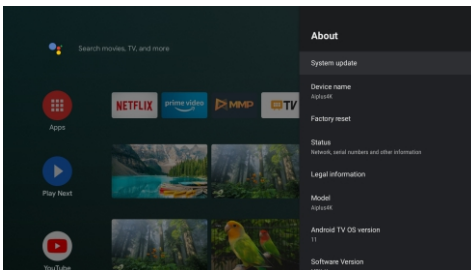 Search movies, TV, and more
Apps
NETFLIX
prime video
MMP
TV
Play Next
YouTube
About
System update
Device name
Aiplus4K
Factory reset
Status
Network, serial numbers and other information
Legal information
Model
Aiplus4K
Android TV OS version
11
Software Version